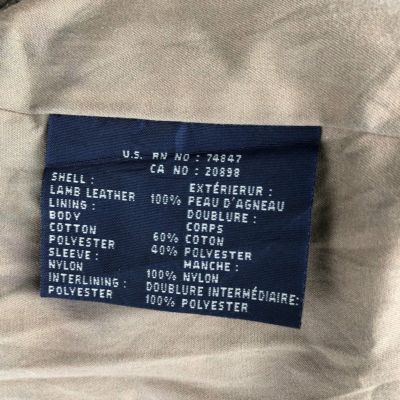 U.S. RN NO : 74847
CA NO : 20898
SHELL : EXTÉRIERUR :
LAMB LEATHER 100% PEAU D'AGNEAU
LINING : DOUBLURE :
BODY CORPS
COTTON 60% COTON
POLYESTER 40% POLYESTER
SLEEVE : MANCHE :
NYLON 100% NYLON
INTERLINING : DOUBLURE INTERMÉDIAIRE:
POLYESTER 100% POLYESTER